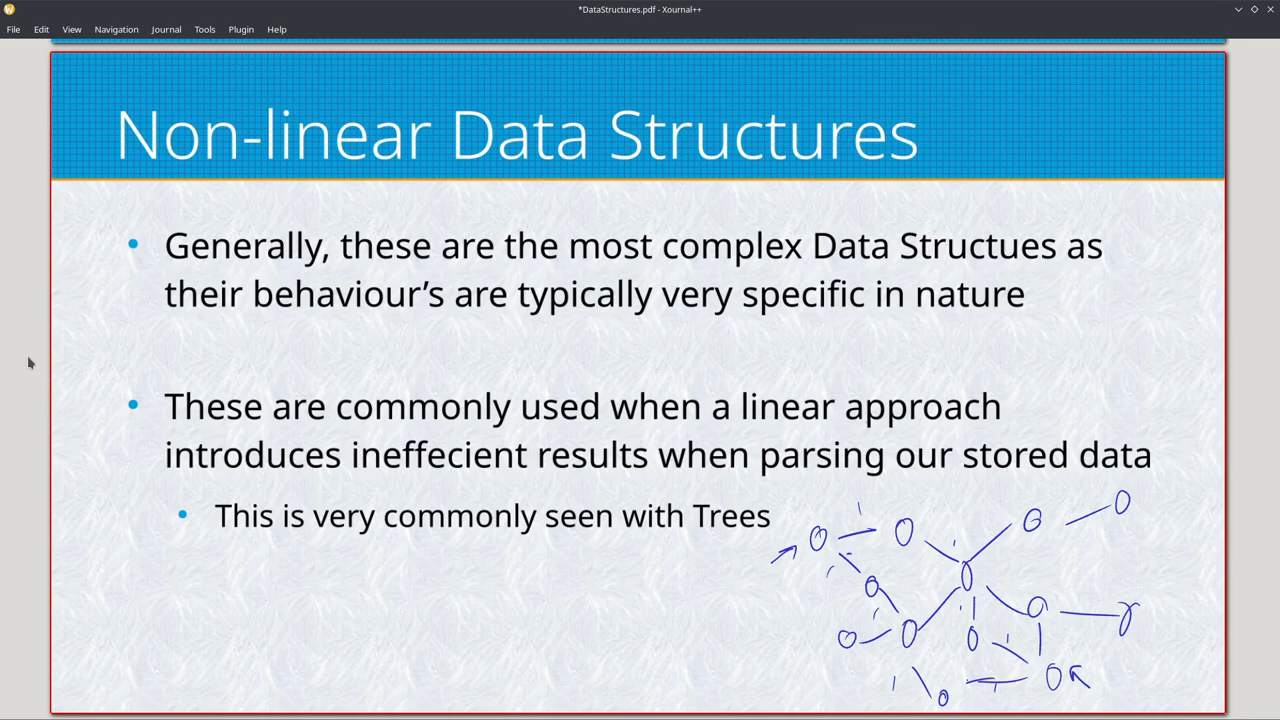 *DataStructures.pdf - Xournal++
File Edit View Navigation Journal Tools Plugin Help
Non-linear Data Structures
• Generally, these are the most complex Data Structues as
their behaviour's are typically very specific in nature
• These are commonly used when a linear approach
introduces ineffecient results when parsing our stored data
• This is very commonly seen with Trees